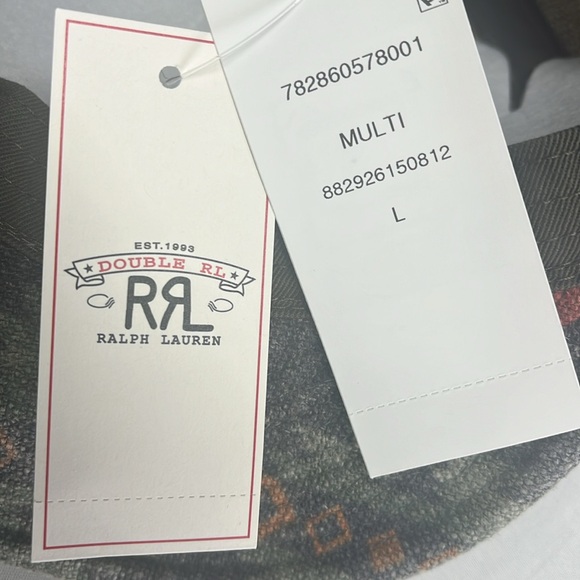 EST.1993
DOUBLE RL
RRL
RALPH LAUREN
782860578001
MULTI
882926150812
L